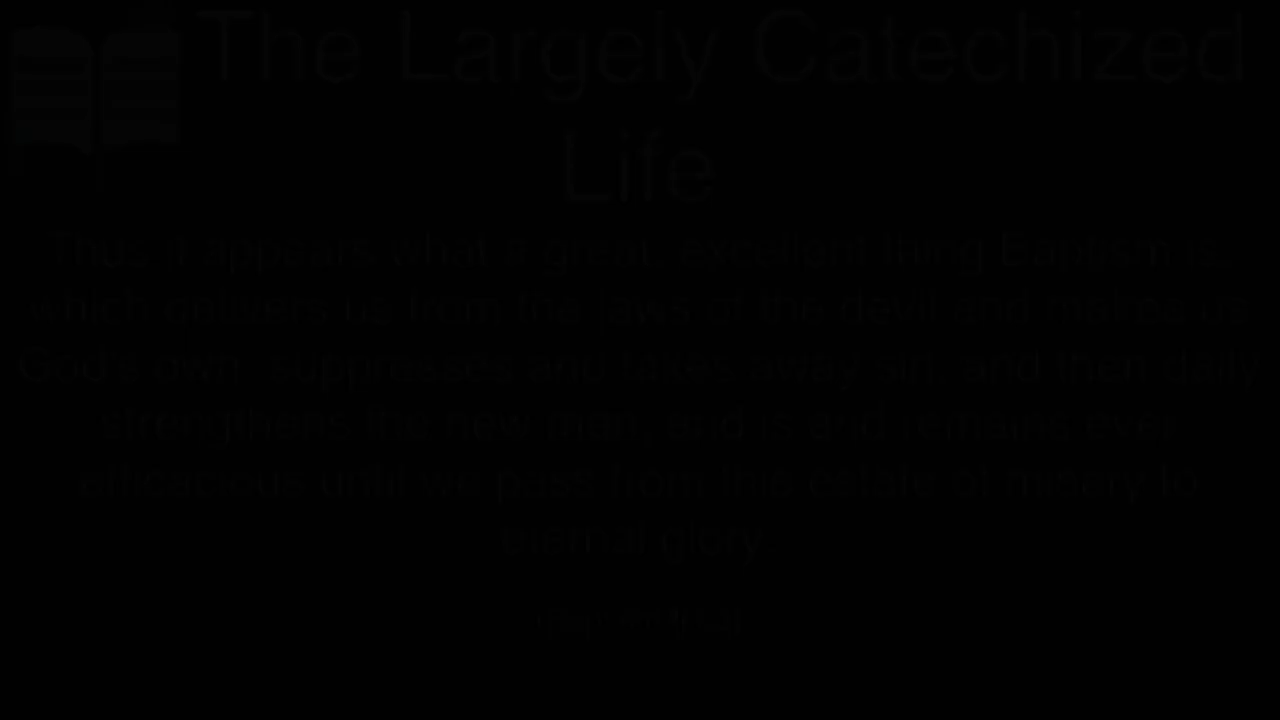 The Largely Catechized
Life
Thus it appears what a great, excellent thing Baptism is,
which delivers us from the jaws of the devil and makes us
God's own, suppresses and takes away sin, and then daily
strengthens the new man, and is and remains ever
efficacious until we pass from this estate of misery to
eternal glory.